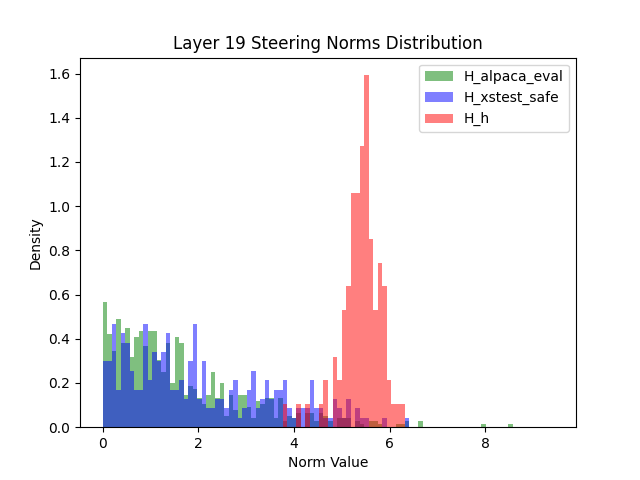 Layer 19 Steering Norms Distribution
H_alpaca_eval
H_xstest_safe
H_h
1.6
1.4
1.2
1.0
0.8
0.6
0.4
0.2
0.0
Density
0 2 4 6 8
Norm Value